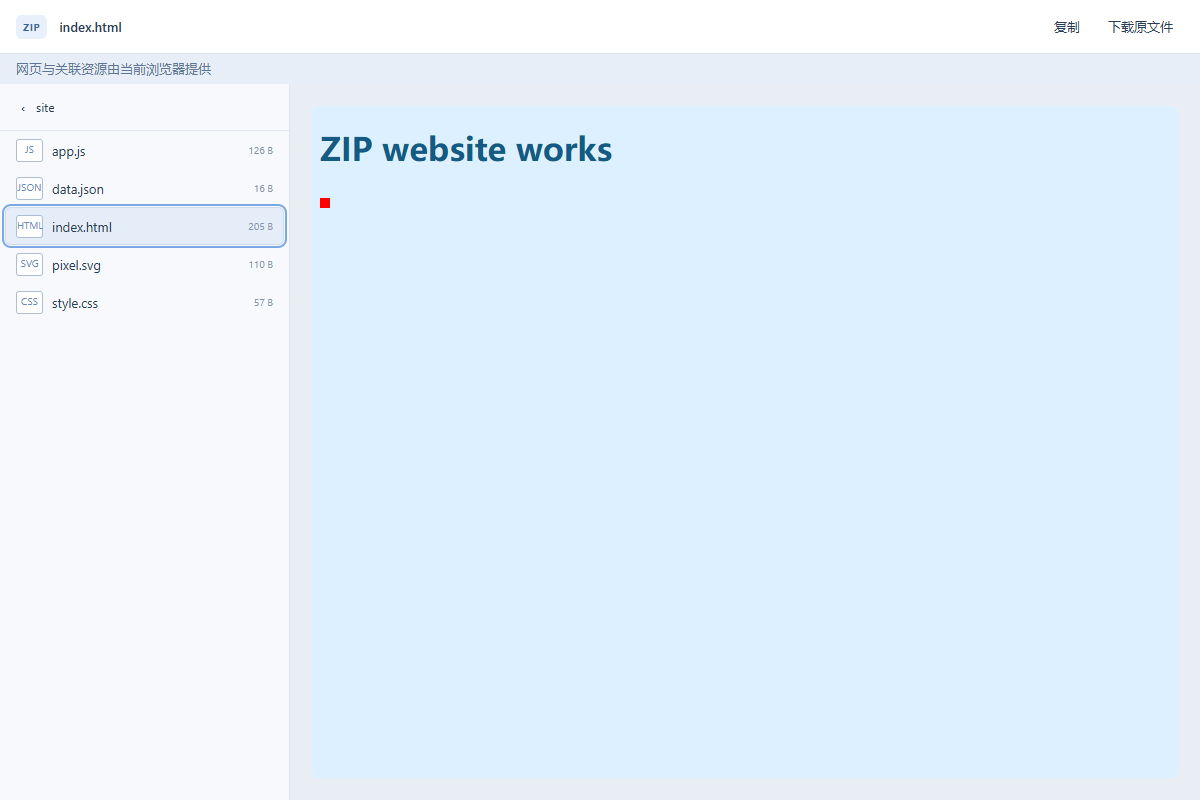 ZIP index.html 复制 下载原文件
网页与关联资源由当前浏览器提供
‹ site
JS app.js 126 B
JSON data.json 16 B
HTML index.html 205 B
SVG pixel.svg 110 B
CSS style.css 57 B
ZIP website works